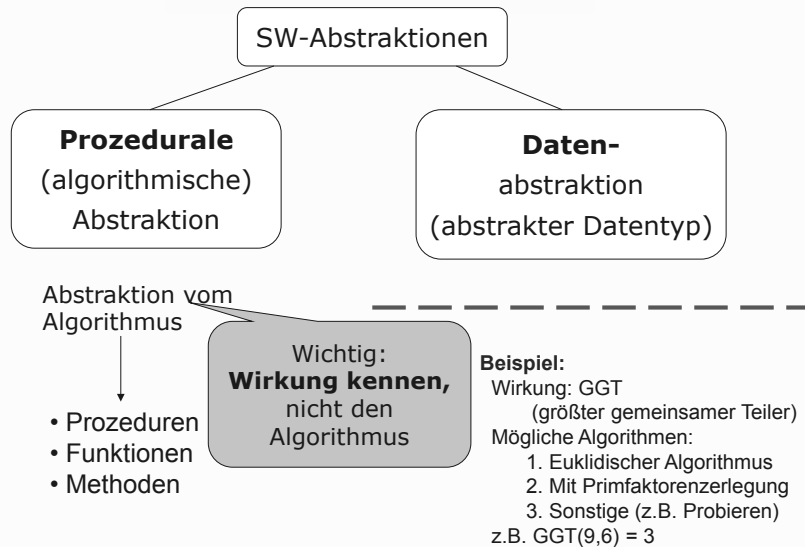 SW-Abstraktionen
Prozedurale
(algorithmische)
Abstraktion
Daten-
abstraktion
(abstrakter Datentyp)
Abstraktion vom
Algorithmus
Wichtig:
Wirkung kennen,
nicht den
Algorithmus
• Prozeduren
• Funktionen
• Methoden
Beispiel:
Wirkung: GGT
(größter gemeinsamer Teiler)
Mögliche Algorithmen:
1. Euklidischer Algorithmus
2. Mit Primfaktorenzerlegung
3. Sonstige (z.B. Probieren)
z.B. GGT(9,6) = 3